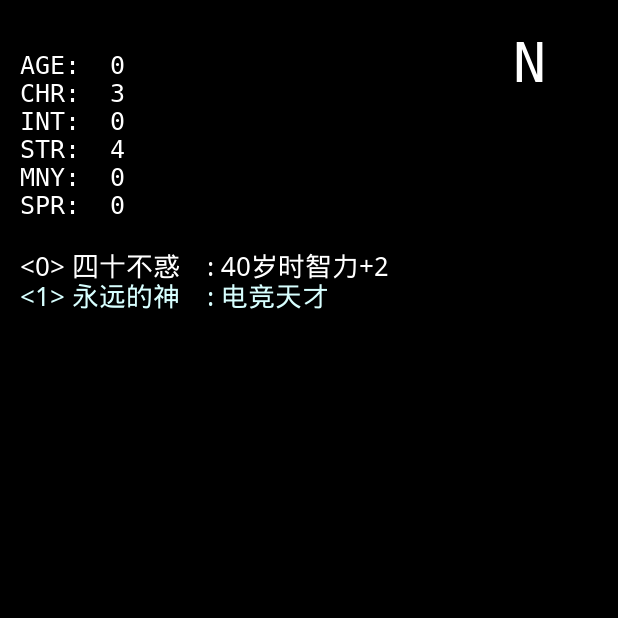 N
AGE: 0
CHR: 3
INT: 0
STR: 4
MNY: 0
SPR: 0
<0> 四十不惑 :40岁时智力+2
<1> 永远的神 :电竞天才